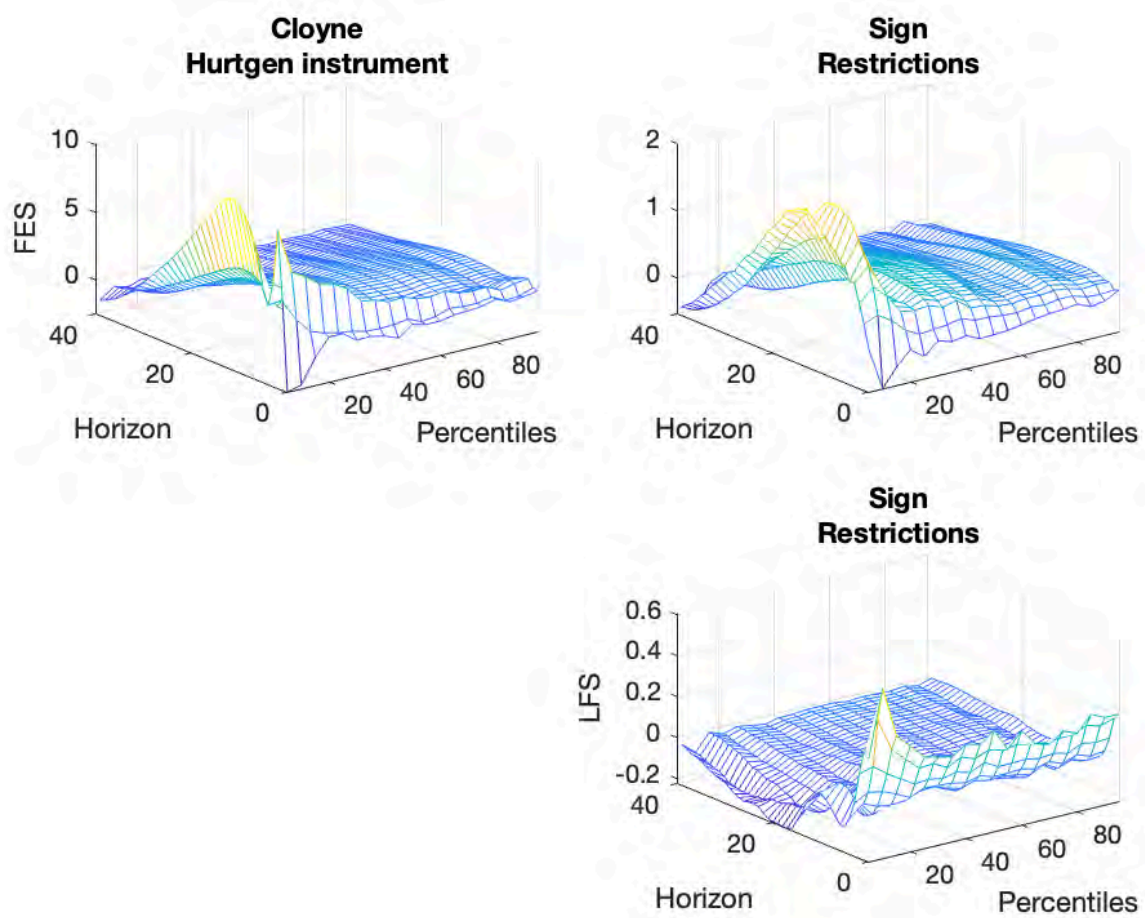 Cloyne
Hurtgen instrument
10
5
0
FES
40
20
0
Horizon
20
40
60
80
Percentiles
Sign
Restrictions
2
1
0
40
20
0
Horizon
20
40
60
80
Percentiles
Sign
Restrictions
0.6
0.4
0.2
0
-0.2
LFS
40
20
0
Horizon
20
40
60
80
Percentiles